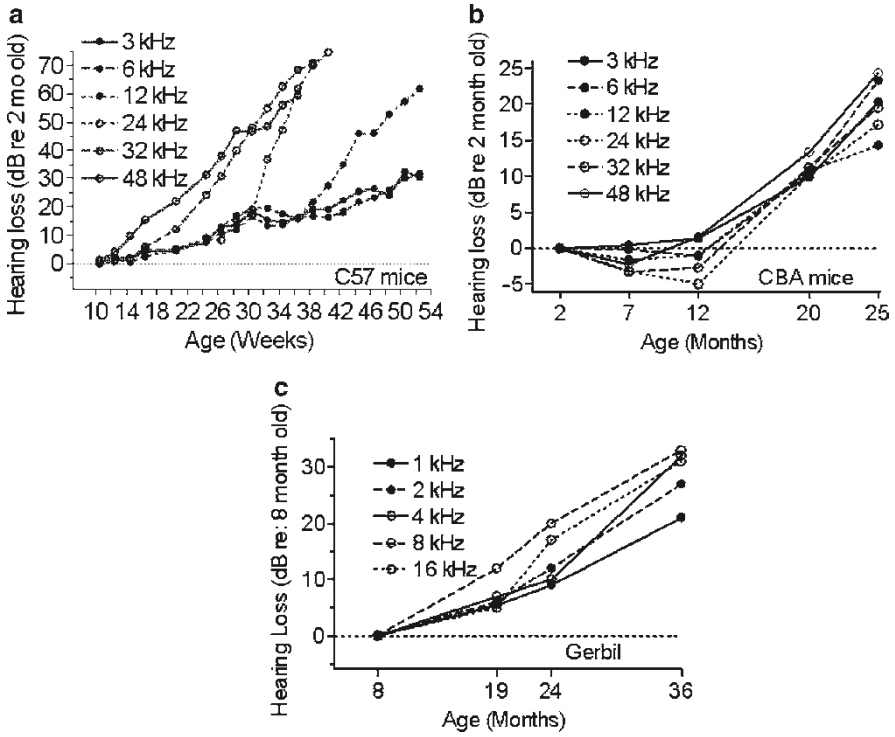 a
Hearing loss (dB re 2 mo old)
3 kHz
6 kHz
12 kHz
24 kHz
32 kHz
48 kHz
70
60
50
40
30
20
10
0
C57 mice
10 14 18 22 26 30 34 38 42 46 50 54
Age (Weeks)
b
Hearing loss (dB re 2 month old)
3 kHz
6 kHz
12 kHz
24 kHz
32 kHz
48 kHz
25
20
15
10
5
0
-5
CBA mice
2 7 12 20 25
Age (Months)
c
Hearing Loss (dB re: 8 month old)
1 kHz
2 kHz
4 kHz
8 kHz
16 kHz
30
20
10
0
Gerbil
8 19 24 36
Age (Months)